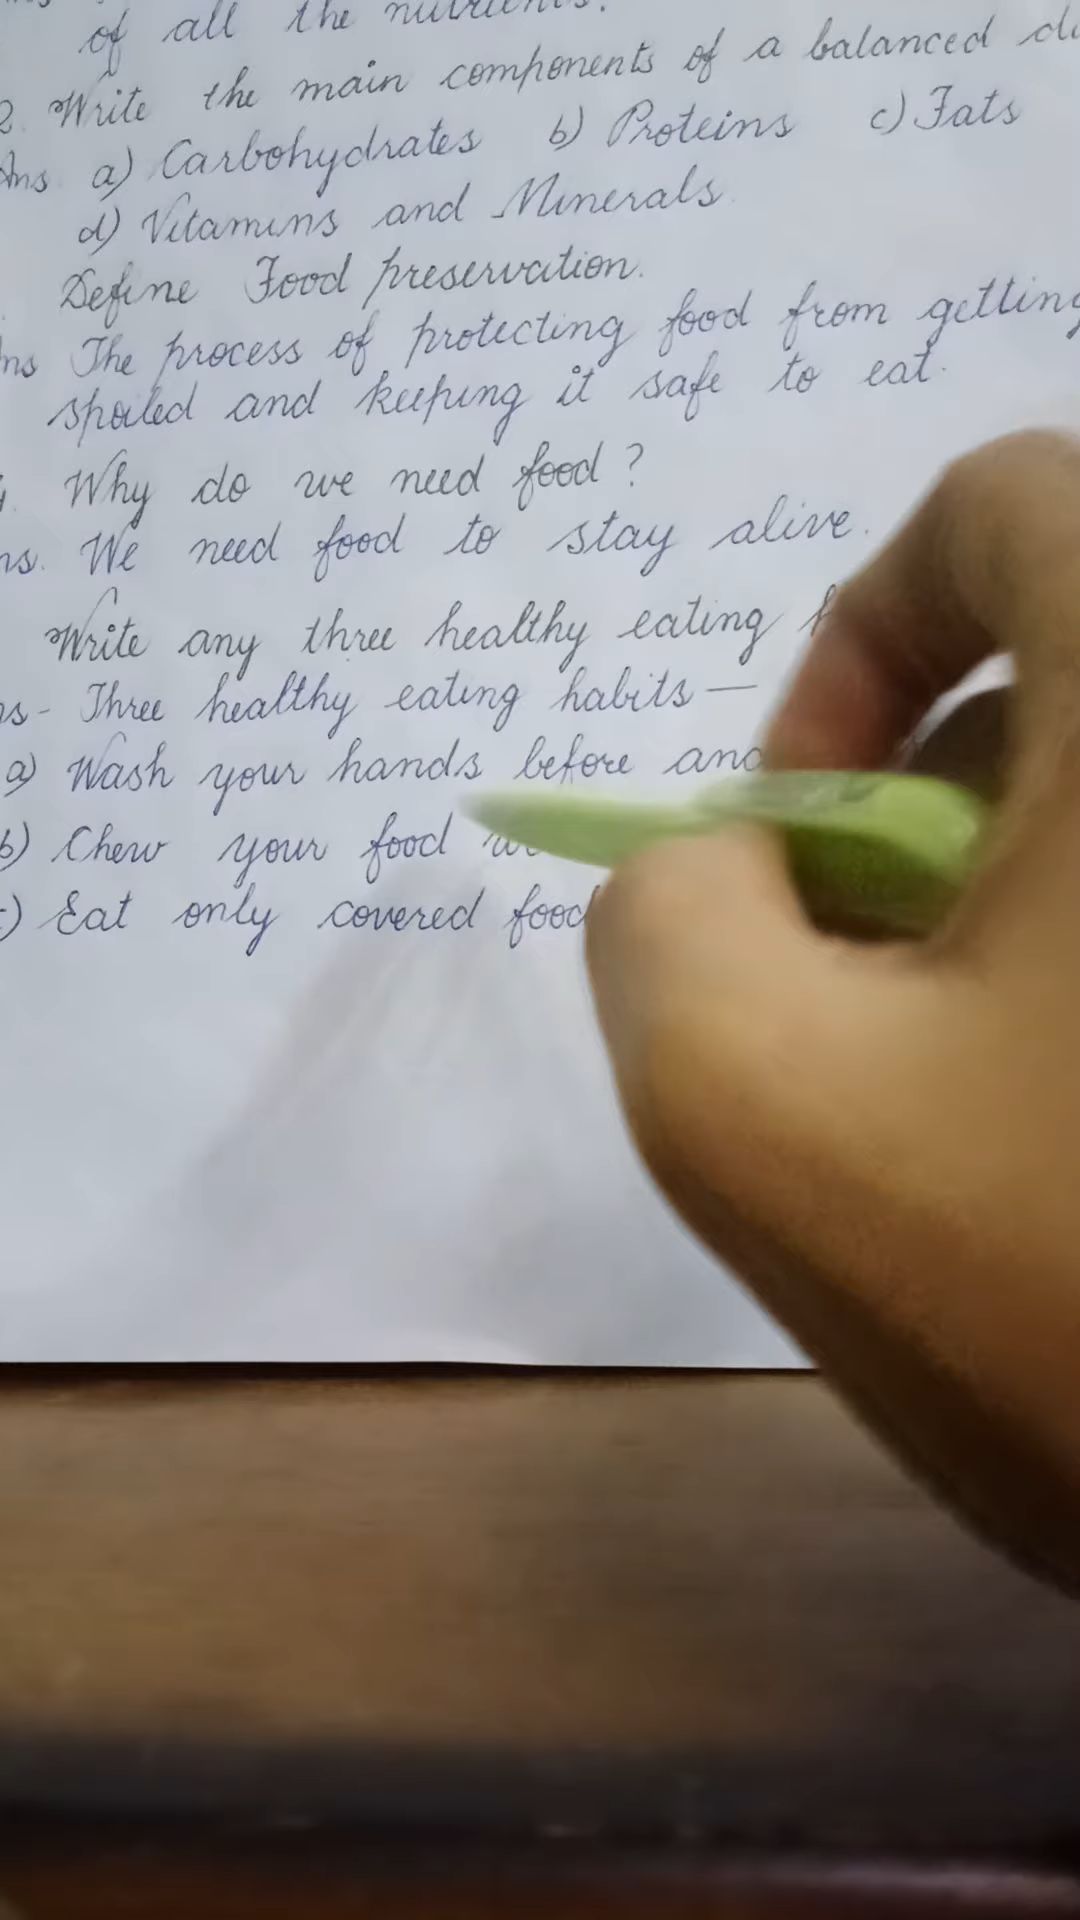 of all the nutrients.
2. Write the main components of a balanced
Ans a) Carbohydrates b) Proteins c) Fats
d) Vitamins and Minerals
Define Food preservation.
The process of protecting food from getting
spoiled and keeping it safe to eat.
Why do we need food?
We need food to stay alive.
Write any three healthy eating
Three healthy eating habits —
a) Wash your hands before and
b) Chew your food
Eat only covered food